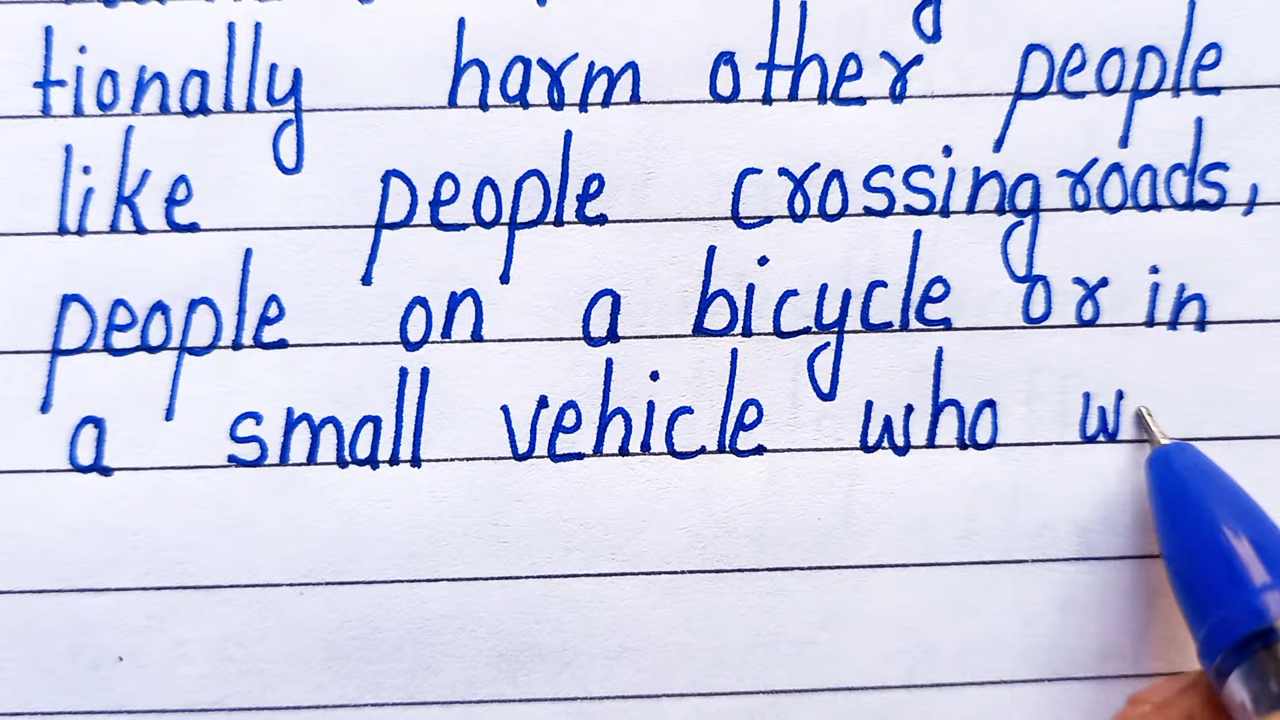 tionally harm other people
like people crossing roads,
people on a bicycle or in
a small vehicle who w